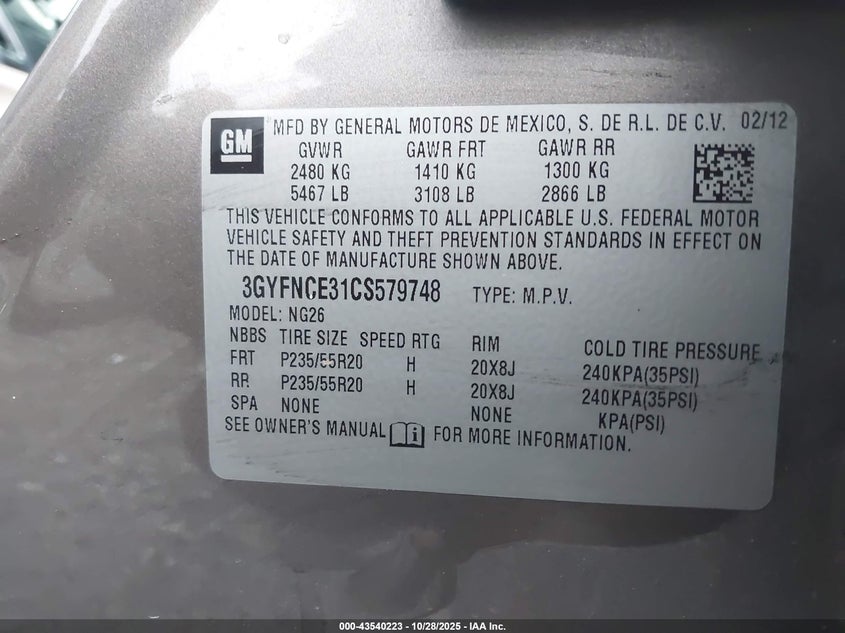 GM MFD BY GENERAL MOTORS DE MEXICO, S. DE R.L. DE C.V. 02/12
GVWR GAWR FRT GAWR RR
2480 KG 1410 KG 1300 KG
5467 LB 3108 LB 2866 LB
THIS VEHICLE CONFORMS TO ALL APPLICABLE U.S. FEDERAL MOTOR
VEHICLE SAFETY AND THEFT PREVENTION STANDARDS IN EFFECT ON
THE DATE OF MANUFACTURE SHOWN ABOVE.
3GYFNCE31CS579748 TYPE: M.P.V.
MODEL: NG26
NBBS TIRE SIZE SPEED RTG RIM COLD TIRE PRESSURE
FRT P235/55R20 H 20X8J 240KPA(35PSI)
RR P235/55R20 H 20X8J 240KPA(35PSI)
SPA NONE NONE KPA(PSI)
SEE OWNER'S MANUAL FOR MORE INFORMATION.
000-43540223 | 10/28/2025 - IAA Inc.